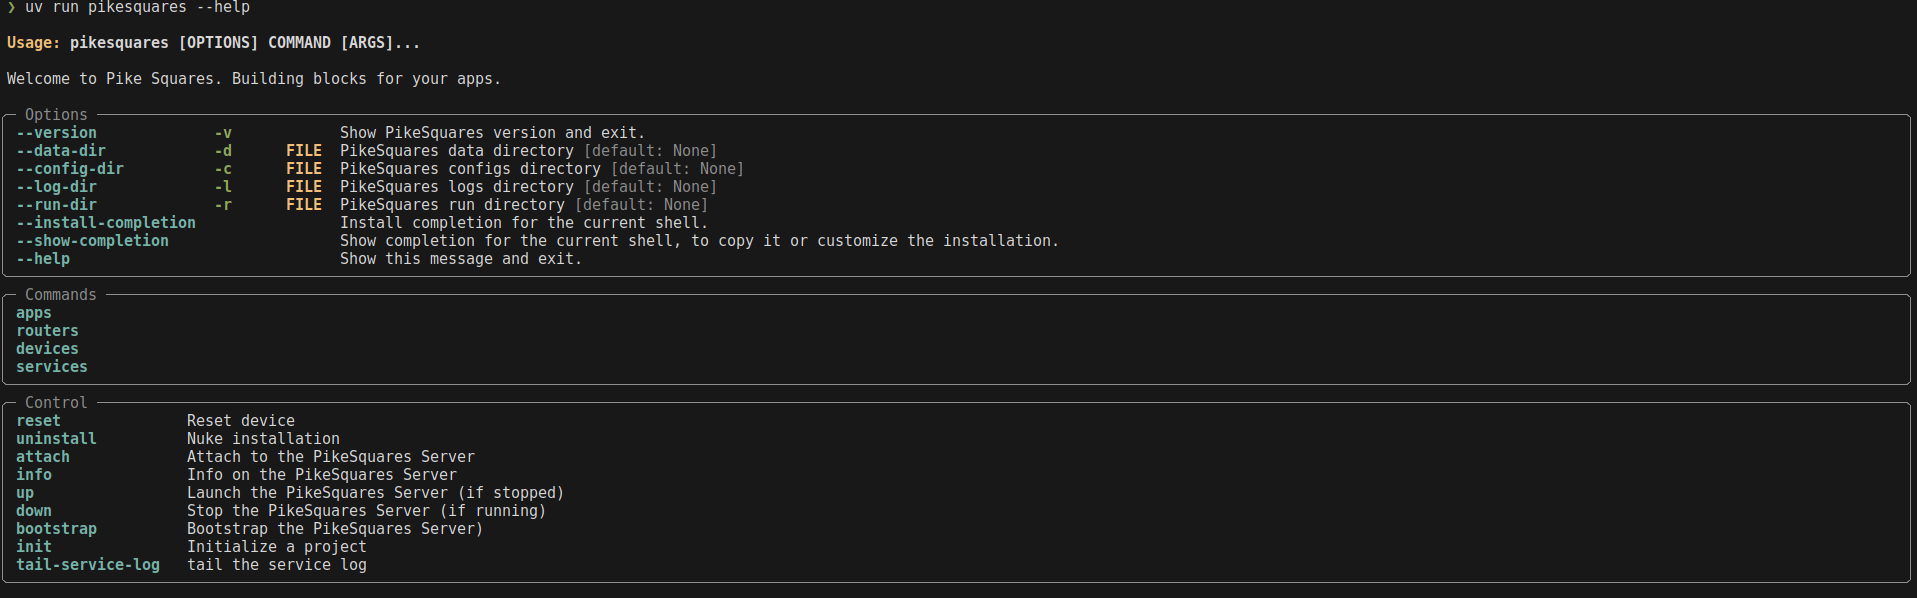 ❯ uv run pikesquares --help
Usage: pikesquares [OPTIONS] COMMAND [ARGS]...
Welcome to Pike Squares. Building blocks for your apps.
Options
--version -v Show PikeSquares version and exit.
--data-dir -d FILE PikeSquares data directory [default: None]
--config-dir -c FILE PikeSquares configs directory [default: None]
--log-dir -l FILE PikeSquares logs directory [default: None]
--run-dir -r FILE PikeSquares run directory [default: None]
--install-completion Install completion for the current shell.
--show-completion Show completion for the current shell, to copy it or customize the installation.
--help Show this message and exit.
Commands
apps
routers
devices
services
Control
reset Reset device
uninstall Nuke installation
attach Attach to the PikeSquares Server
info Info on the PikeSquares Server
up Launch the PikeSquares Server (if stopped)
down Stop the PikeSquares Server (if running)
bootstrap Bootstrap the PikeSquares Server)
init Initialize a project
tail-service-log tail the service log